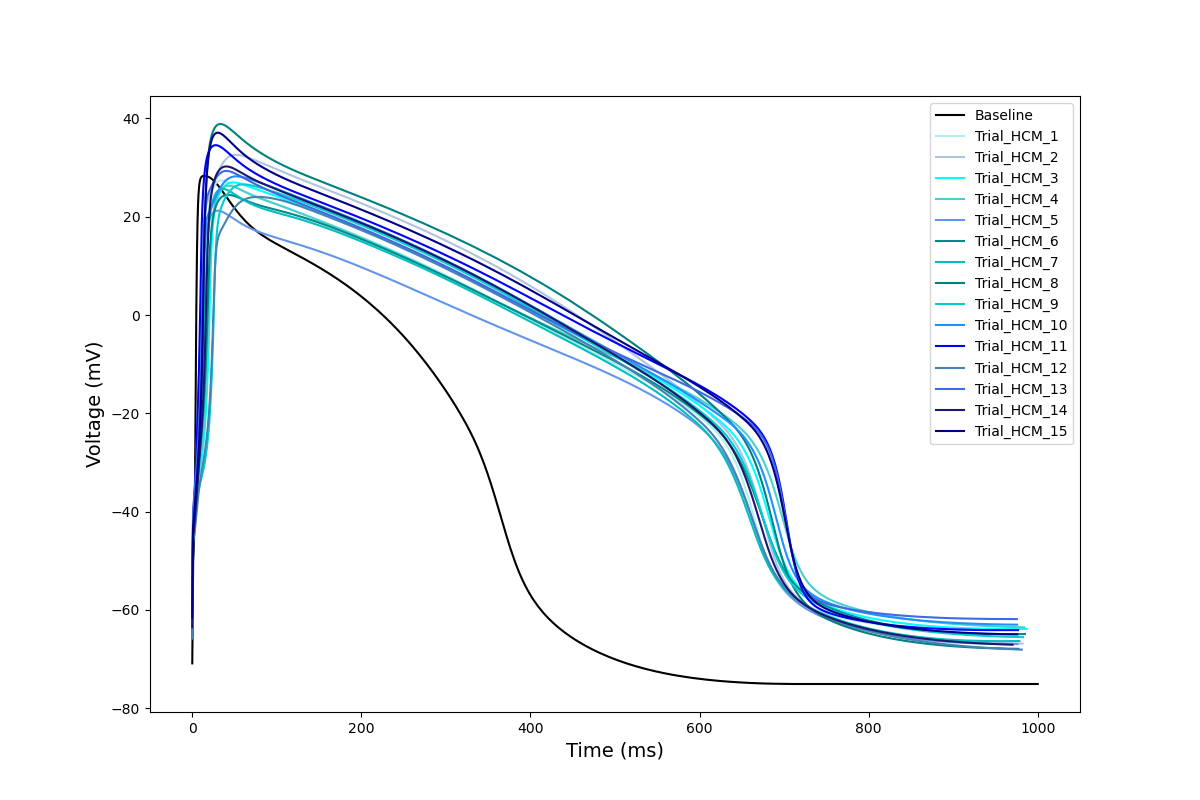 40
20
0
−20
−40
−60
−80
Voltage (mV)
0 200 400 600 800 1000
Time (ms)
Baseline
Trial_HCM_1
Trial_HCM_2
Trial_HCM_3
Trial_HCM_4
Trial_HCM_5
Trial_HCM_6
Trial_HCM_7
Trial_HCM_8
Trial_HCM_9
Trial_HCM_10
Trial_HCM_11
Trial_HCM_12
Trial_HCM_13
Trial_HCM_14
Trial_HCM_15